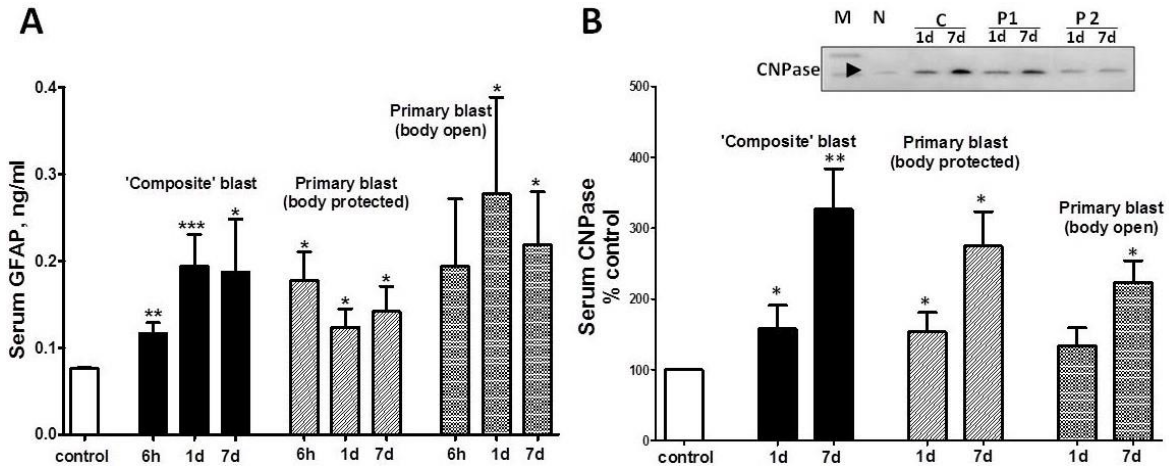 A
Serum GFAP, ng/ml
0.4
0.3
0.2
0.1
0.0
'Composite' blast
Primary blast
(body protected)
Primary blast
(body open)
**
***
*
*
*
*
*
*
control 6h 1d 7d 6h 1d 7d 6h 1d 7d
B
M N C P1 P2
1d 7d 1d 7d 1d 7d
CNPase
Serum CNPase
% control
500
400
300
200
100
0
'Composite' blast
Primary blast
(body protected)
Primary blast
(body open)
*
**
*
*
*
control 1d 7d 1d 7d 1d 7d